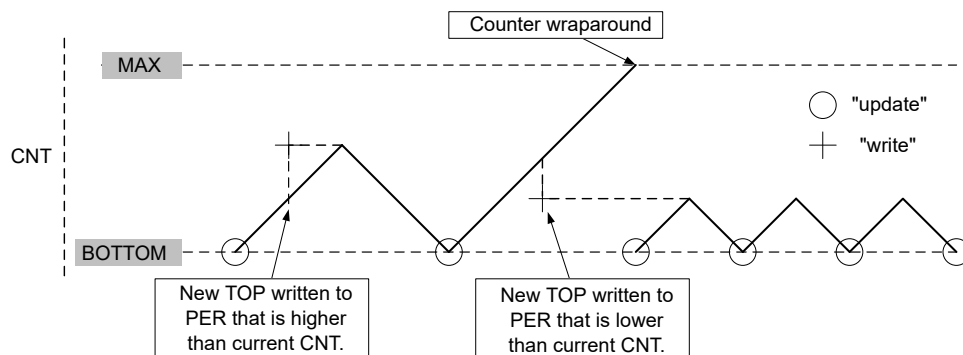 Counter wraparound
MAX
"update"
"write"
CNT
BOTTOM
New TOP written to
PER that is higher
than current CNT.
New TOP written to
PER that is lower
than current CNT.